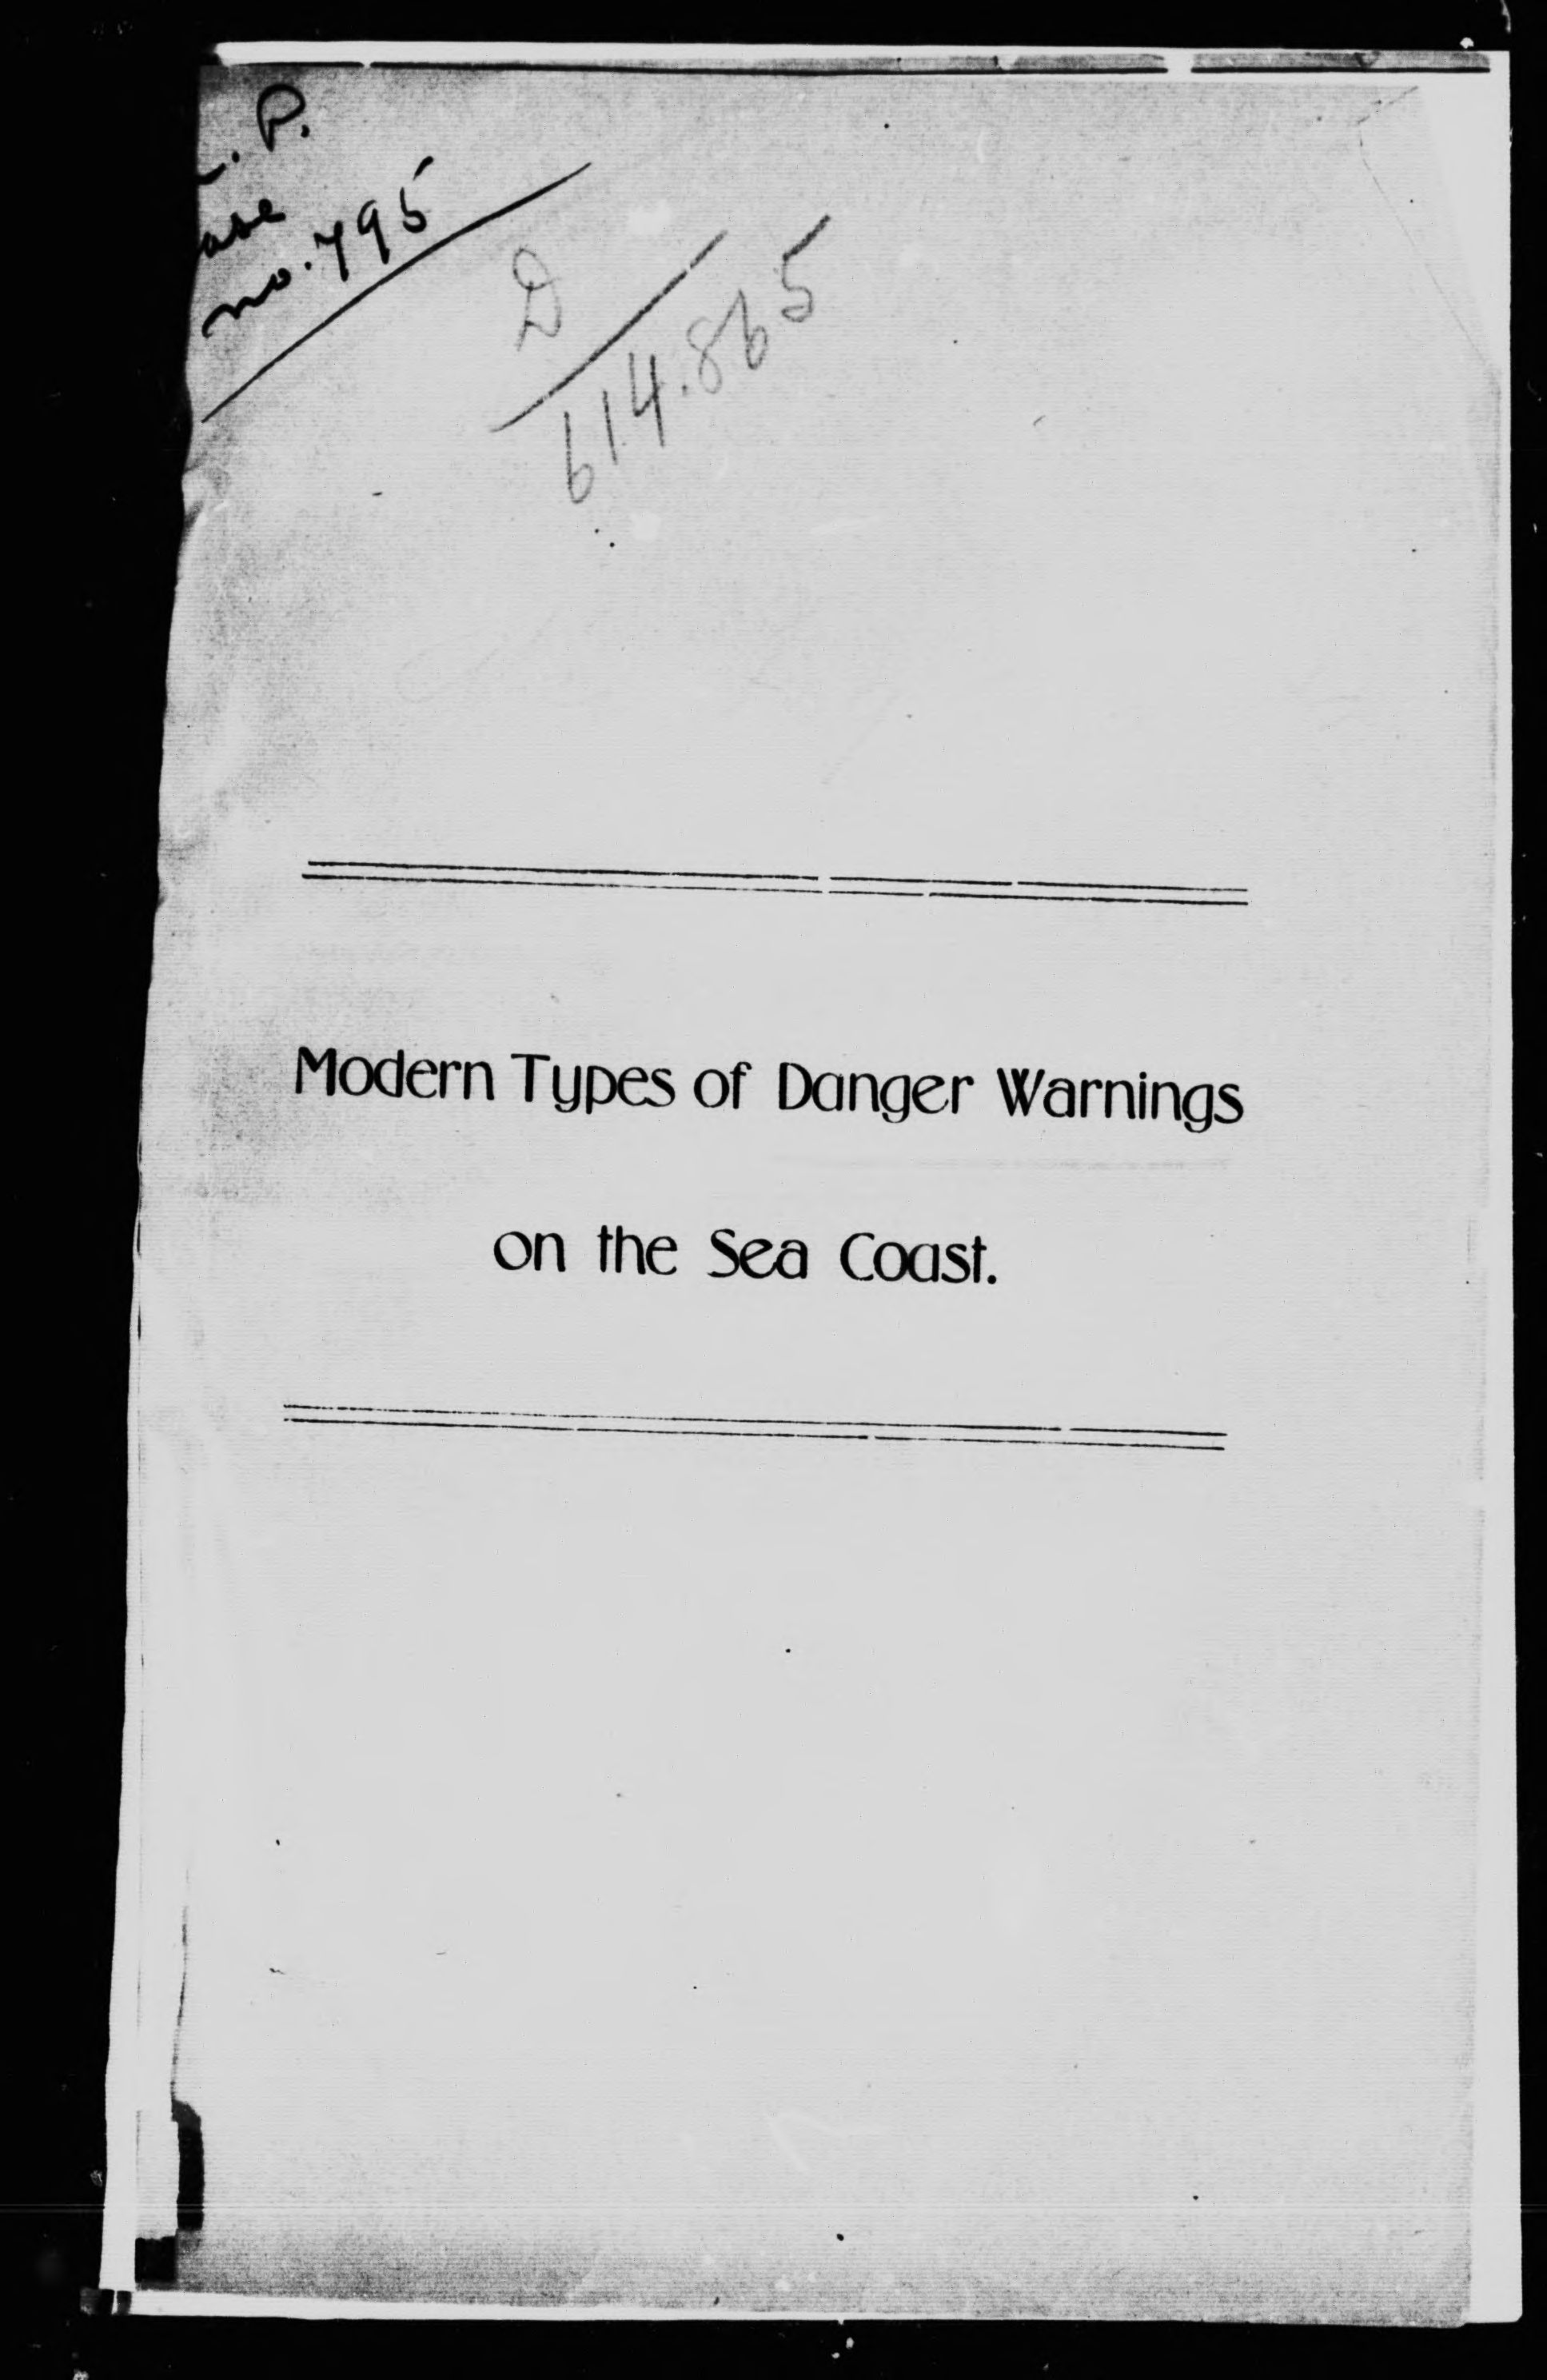 P.
no. 795
D
614.865
Modern Types of Danger Warnings
on the Sea Coast.